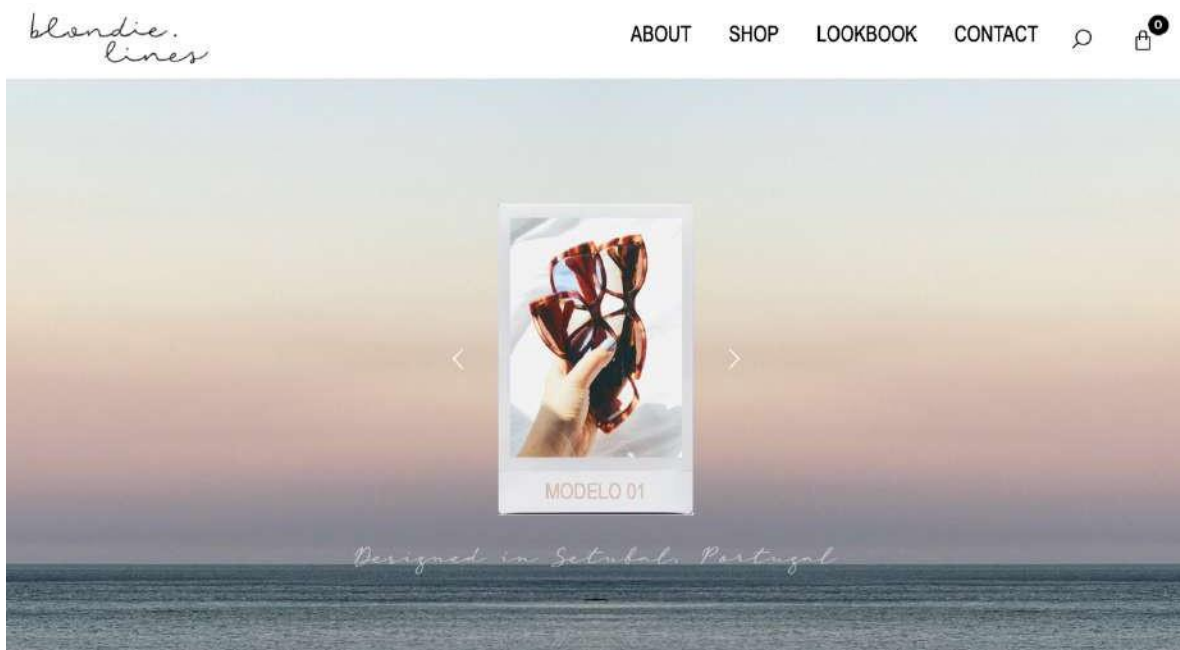 blondie.
lines
ABOUT SHOP LOOKBOOK CONTACT
0
MODELO 01
Designed in Setubal, Portugal